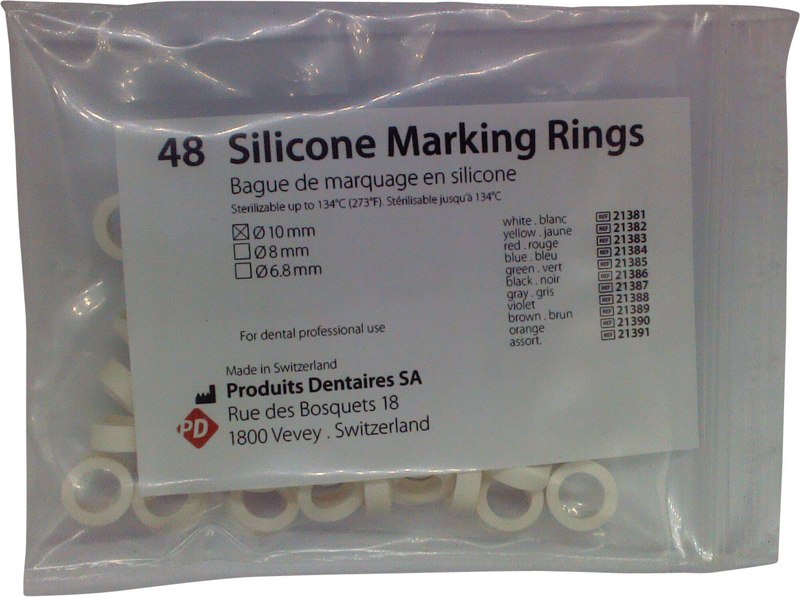 48 Silicone Marking Rings
Bague de marquage en silicone
Sterilizable up to 134°C (273°F). Stérilisable jusqu'à 134°C
Ø 10 mm
Ø 8 mm
Ø 6.8 mm
white . blanc REF 21381
yellow . jaune REF 21382
red . rouge REF 21383
blue . bleu REF 21384
green . vert REF 21385
black . noir REF 21386
gray . gris REF 21387
violet REF 21388
brown . brun REF 21389
orange REF 21390
assort. REF 21391
For dental professional use
Made in Switzerland
Produits Dentaires SA
PD
Rue des Bosquets 18
1800 Vevey . Switzerland